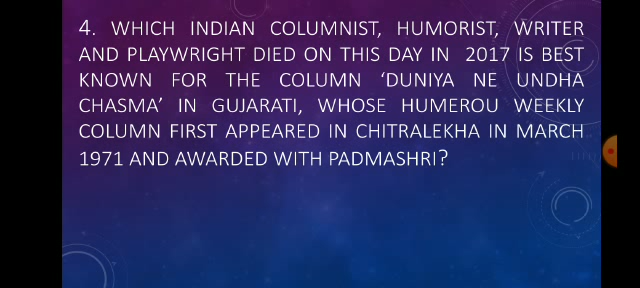 4. WHICH INDIAN COLUMNIST, HUMORIST, WRITER
AND PLAYWRIGHT DIED ON THIS DAY IN 2017 IS BEST
KNOWN FOR THE COLUMN ‘DUNIYA NE UNDHA
CHASMA’ IN GUJARATI, WHOSE HUMEROU WEEKLY
COLUMN FIRST APPEARED IN CHITRALEKHA IN MARCH
1971 AND AWARDED WITH PADMASHRI?